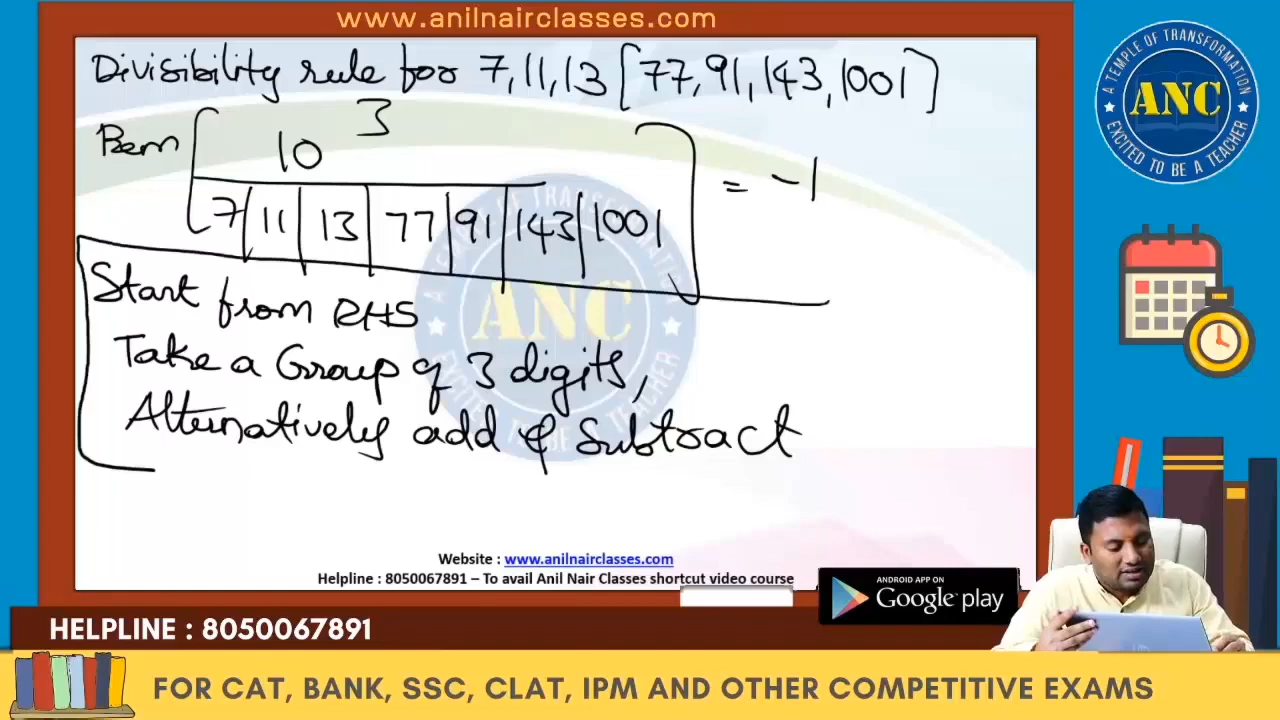 www.anilnairclasses.com
Divisibility rule for 7, 11, 13 [77, 91, 143, 1001]
Rem [ 10 3 ] = -1
7 | 11 | 13 | 77 | 91 | 143 | 1001
Start from RHS
Take a Group of 3 digits,
Alternatively add & Subtract
A TEMPLE OF TRANSFORMATION
ANC
EXCITED TO BE A TEACHER
ANC
Website : www.anilnairclasses.com
Helpline : 8050067891 – To avail Anil Nair Classes shortcut video course
ANDROID APP ON
Google play
HELPLINE : 8050067891
FOR CAT, BANK, SSC, CLAT, IPM AND OTHER COMPETITIVE EXAMS